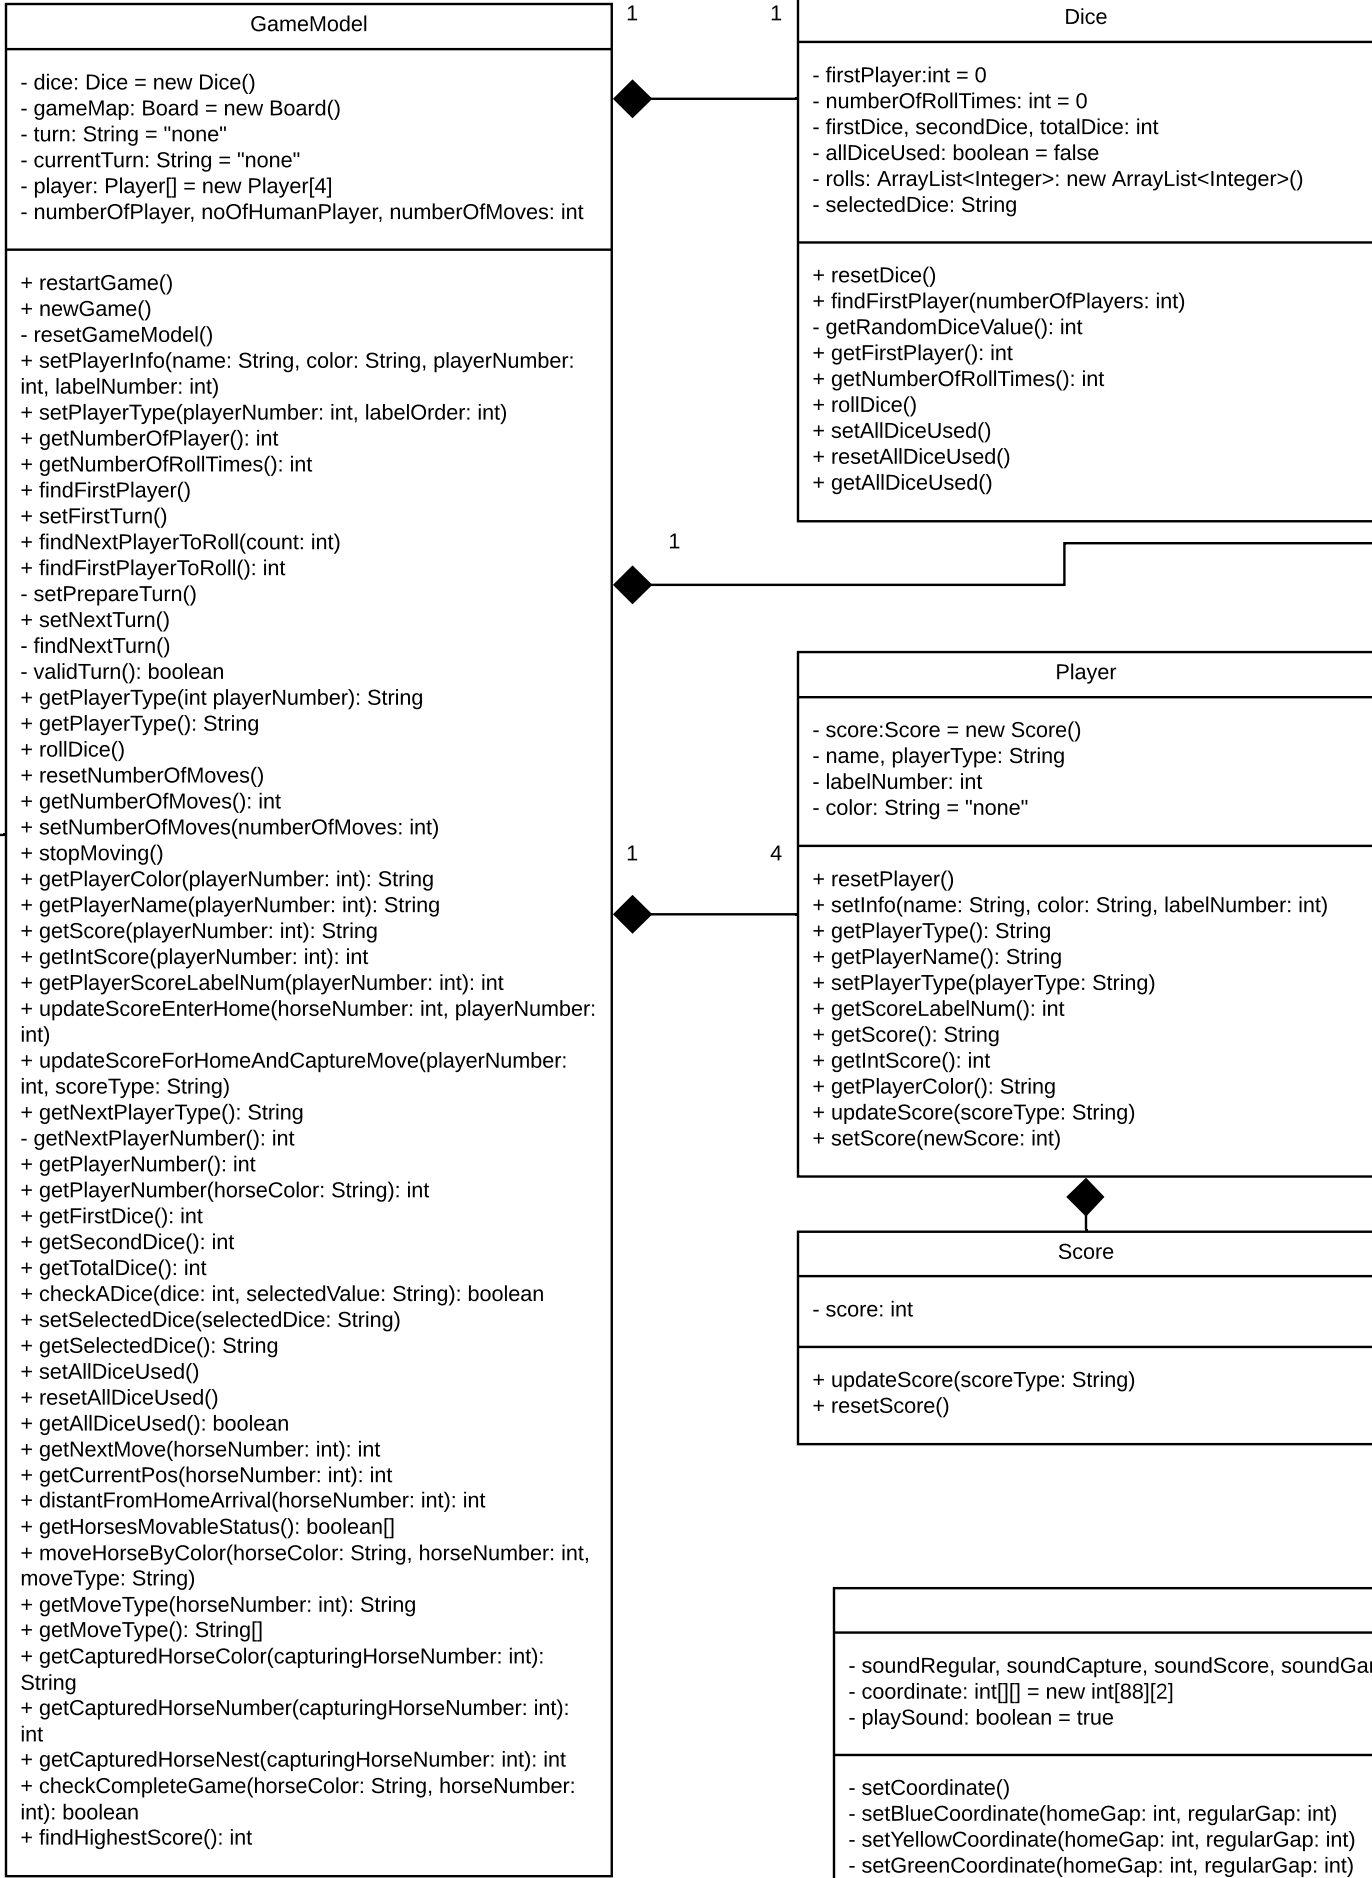 GameModel
- dice: Dice = new Dice()
- gameMap: Board = new Board()
- turn: String = "none"
- currentTurn: String = "none"
- player: Player[] = new Player[4]
- numberOfPlayer, noOfHumanPlayer, numberOfMoves: int
+ restartGame()
+ newGame()
- resetGameModel()
+ setPlayerInfo(name: String, color: String, playerNumber:
int, labelNumber: int)
+ setPlayerType(playerNumber: int, labelOrder: int)
+ getNumberOfPlayer(): int
+ getNumberOfRollTimes(): int
+ findFirstPlayer()
+ setFirstTurn()
+ findNextPlayerToRoll(count: int)
+ findFirstPlayerToRoll(): int
- setPrepareTurn()
+ setNextTurn()
- findNextTurn()
- validTurn(): boolean
+ getPlayerType(int playerNumber): String
+ getPlayerType(): String
+ rollDice()
+ resetNumberOfMoves()
+ getNumberOfMoves(): int
+ setNumberOfMoves(numberOfMoves: int)
+ stopMoving()
+ getPlayerColor(playerNumber: int): String
+ getPlayerName(playerNumber: int): String
+ getScore(playerNumber: int): String
+ getIntScore(playerNumber: int): int
+ getPlayerScoreLabelNum(playerNumber: int): int
+ updateScoreEnterHome(horseNumber: int, playerNumber:
int)
+ updateScoreForHomeAndCaptureMove(playerNumber:
int, scoreType: String)
+ getNextPlayerType(): String
- getNextPlayerNumber(): int
+ getPlayerNumber(): int
+ getPlayerNumber(horseColor: String): int
+ getFirstDice(): int
+ getSecondDice(): int
+ getTotalDice(): int
+ checkADice(dice: int, selectedValue: String): boolean
+ setSelectedDice(selectedDice: String)
+ getSelectedDice(): String
+ setAllDiceUsed()
+ resetAllDiceUsed()
+ getAllDiceUsed(): boolean
+ getNextMove(horseNumber: int): int
+ getCurrentPos(horseNumber: int): int
+ distantFromHomeArrival(horseNumber: int): int
+ getHorsesMovableStatus(): boolean[]
+ moveHorseByColor(horseColor: String, horseNumber: int,
moveType: String)
+ getMoveType(horseNumber: int): String
+ getMoveType(): String[]
+ getCapturedHorseColor(capturingHorseNumber: int):
String
+ getCapturedHorseNumber(capturingHorseNumber: int):
int
+ getCapturedHorseNest(capturingHorseNumber: int): int
+ checkCompleteGame(horseColor: String, horseNumber:
int): boolean
+ findHighestScore(): int
1
1
Dice
- firstPlayer:int = 0
- numberOfRollTimes: int = 0
- firstDice, secondDice, totalDice: int
- allDiceUsed: boolean = false
- rolls: ArrayList<Integer>: new ArrayList<Integer>()
- selectedDice: String
+ resetDice()
+ findFirstPlayer(numberOfPlayers: int)
- getRandomDiceValue(): int
+ getFirstPlayer(): int
+ getNumberOfRollTimes(): int
+ rollDice()
+ setAllDiceUsed()
+ resetAllDiceUsed()
+ getAllDiceUsed()
1
Player
- score:Score = new Score()
- name, playerType: String
- labelNumber: int
- color: String = "none"
1
4
+ resetPlayer()
+ setInfo(name: String, color: String, labelNumber: int)
+ getPlayerType(): String
+ getPlayerName(): String
+ setPlayerType(playerType: String)
+ getScoreLabelNum(): int
+ getScore(): String
+ getIntScore(): int
+ getPlayerColor(): String
+ updateScore(scoreType: String)
+ setScore(newScore: int)
Score
- score: int
+ updateScore(scoreType: String)
+ resetScore()
- soundRegular, soundCapture, soundScore,
- coordinate: int[][] = new int[88][2]
- playSound: boolean = true
- setCoordinate()
- setBlueCoordinate(homeGap: int, regularGap: int)
- setYellowCoordinate(homeGap: int, regularGap: int)
- setGreenCoordinate(homeGap: int, regularGap: int)